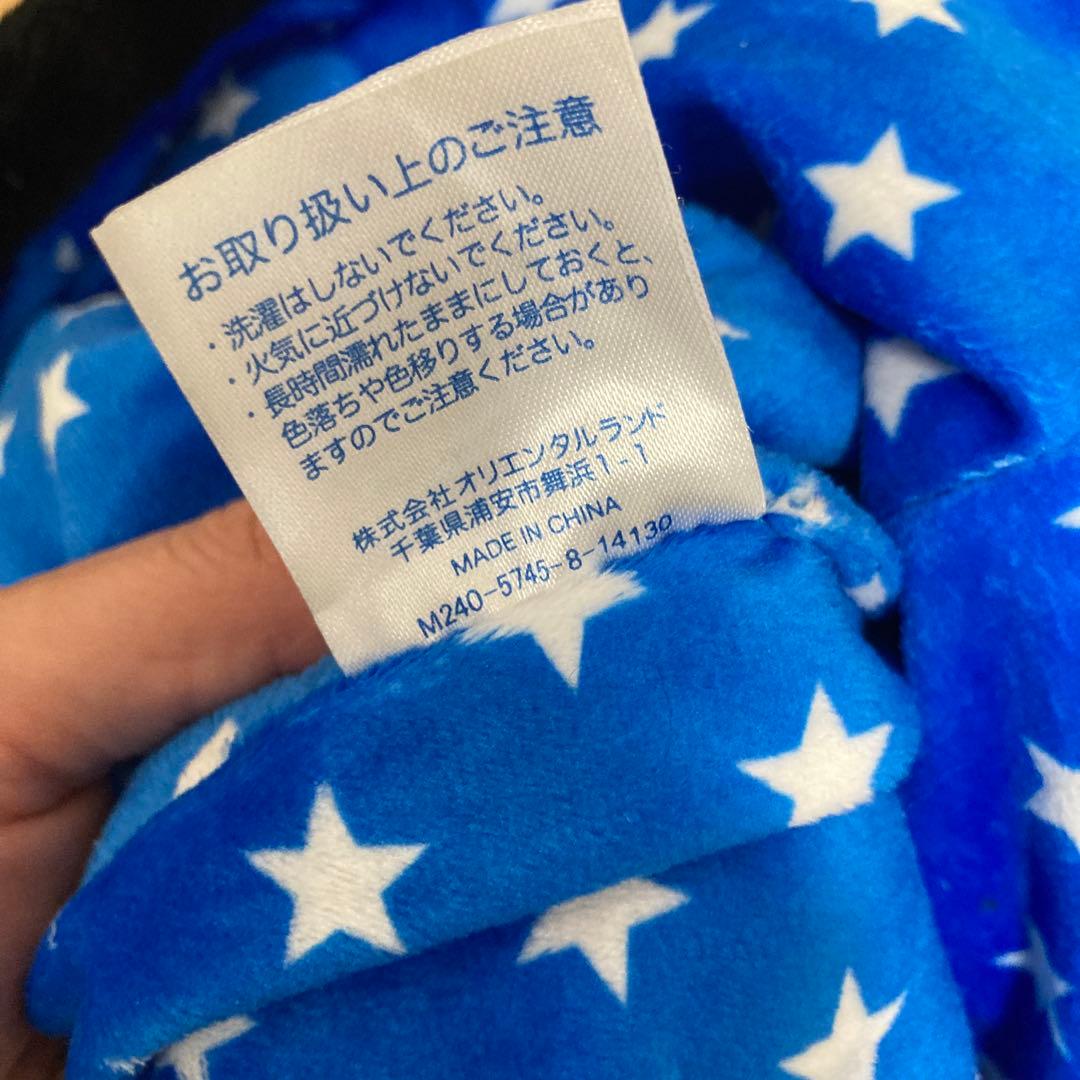 お取り扱い上のご注意
・洗濯はしないでください。
・火気に近づけないでください。
・長時間濡れたままにしておくと、
色落ちや色移りする場合があり
ますのでご注意ください。
株式会社オリエンタルランド
千葉県浦安市舞浜1-1
MADE IN CHINA
M240-5745-8-14130